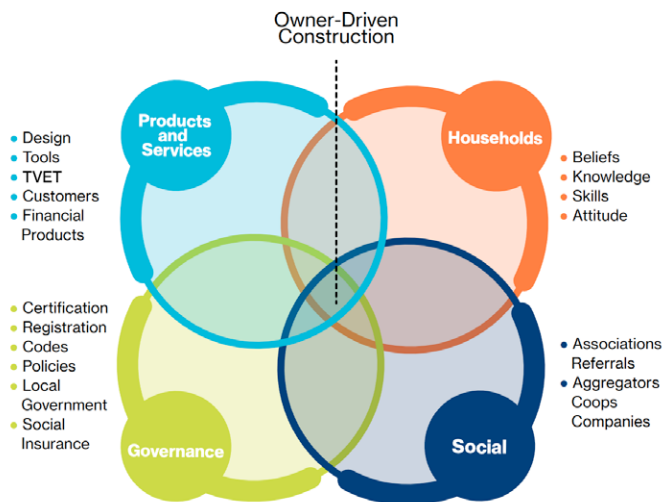 Owner-Driven
Construction
Products
and
Services
Households
Design
Tools
TVET
Customers
Financial
Products
Beliefs
Knowledge
Skills
Attitude
Certification
Registration
Codes
Policies
Local
Government
Social
Insurance
Associations
Referrals
Aggregators
Coops
Companies
Governance
Social